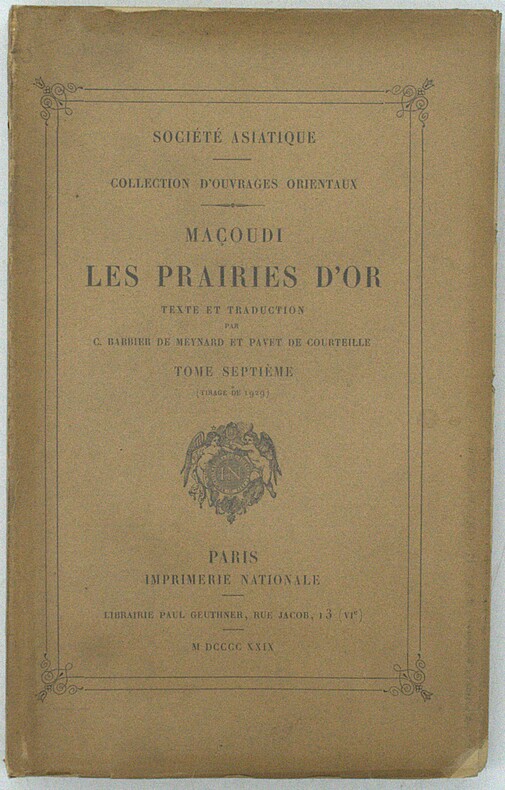 SOCIÉTÉ ASIATIQUE
COLLECTION D'OUVRAGES ORIENTAUX
MAÇOUDI
LES PRAIRIES D'OR
TEXTE ET TRADUCTION
PAR
C. BARBIER DE MEYNARD ET PAVET DE COURTEILLE
TOME SEPTIÈME
(TIRAGE DE 1929)
PARIS
IMPRIMERIE NATIONALE
LIBRAIRIE PAUL GEUTHNER, RUE JACOB, 13 (VIe)
M DCCCC XXIX